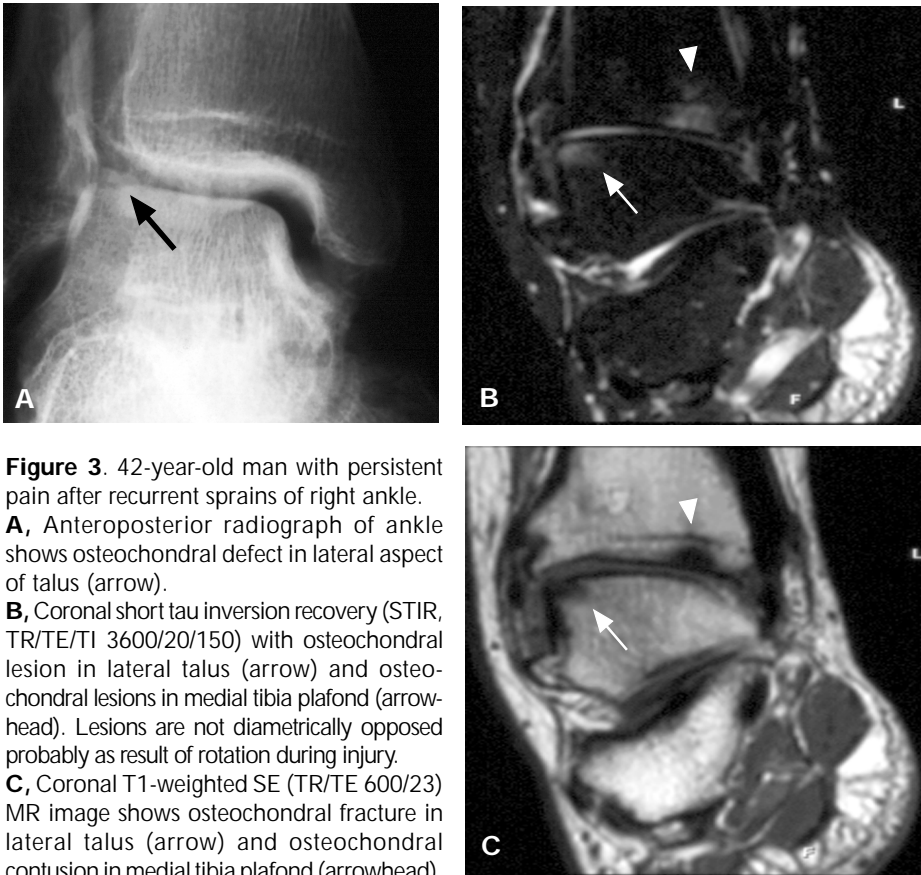 A
L
B
F
Figure 3. 42-year-old man with persistent
pain after recurrent sprains of right ankle.
A, Anteroposterior radiograph of ankle
shows osteochondral defect in lateral aspect
of talus (arrow).
B, Coronal short tau inversion recovery (STIR,
TR/TE/TI 3600/20/150) with osteochondral
lesion in lateral talus (arrow) and osteo-
chondral lesions in medial tibia plafond (arrow-
head). Lesions are not diametrically opposed
probably as result of rotation during injury.
C, Coronal T1-weighted SE (TR/TE 600/23)
MR image shows osteochondral fracture in
lateral talus (arrow) and osteochondral
contusion in medial tibia plafond (arrowhead).
L
C
F